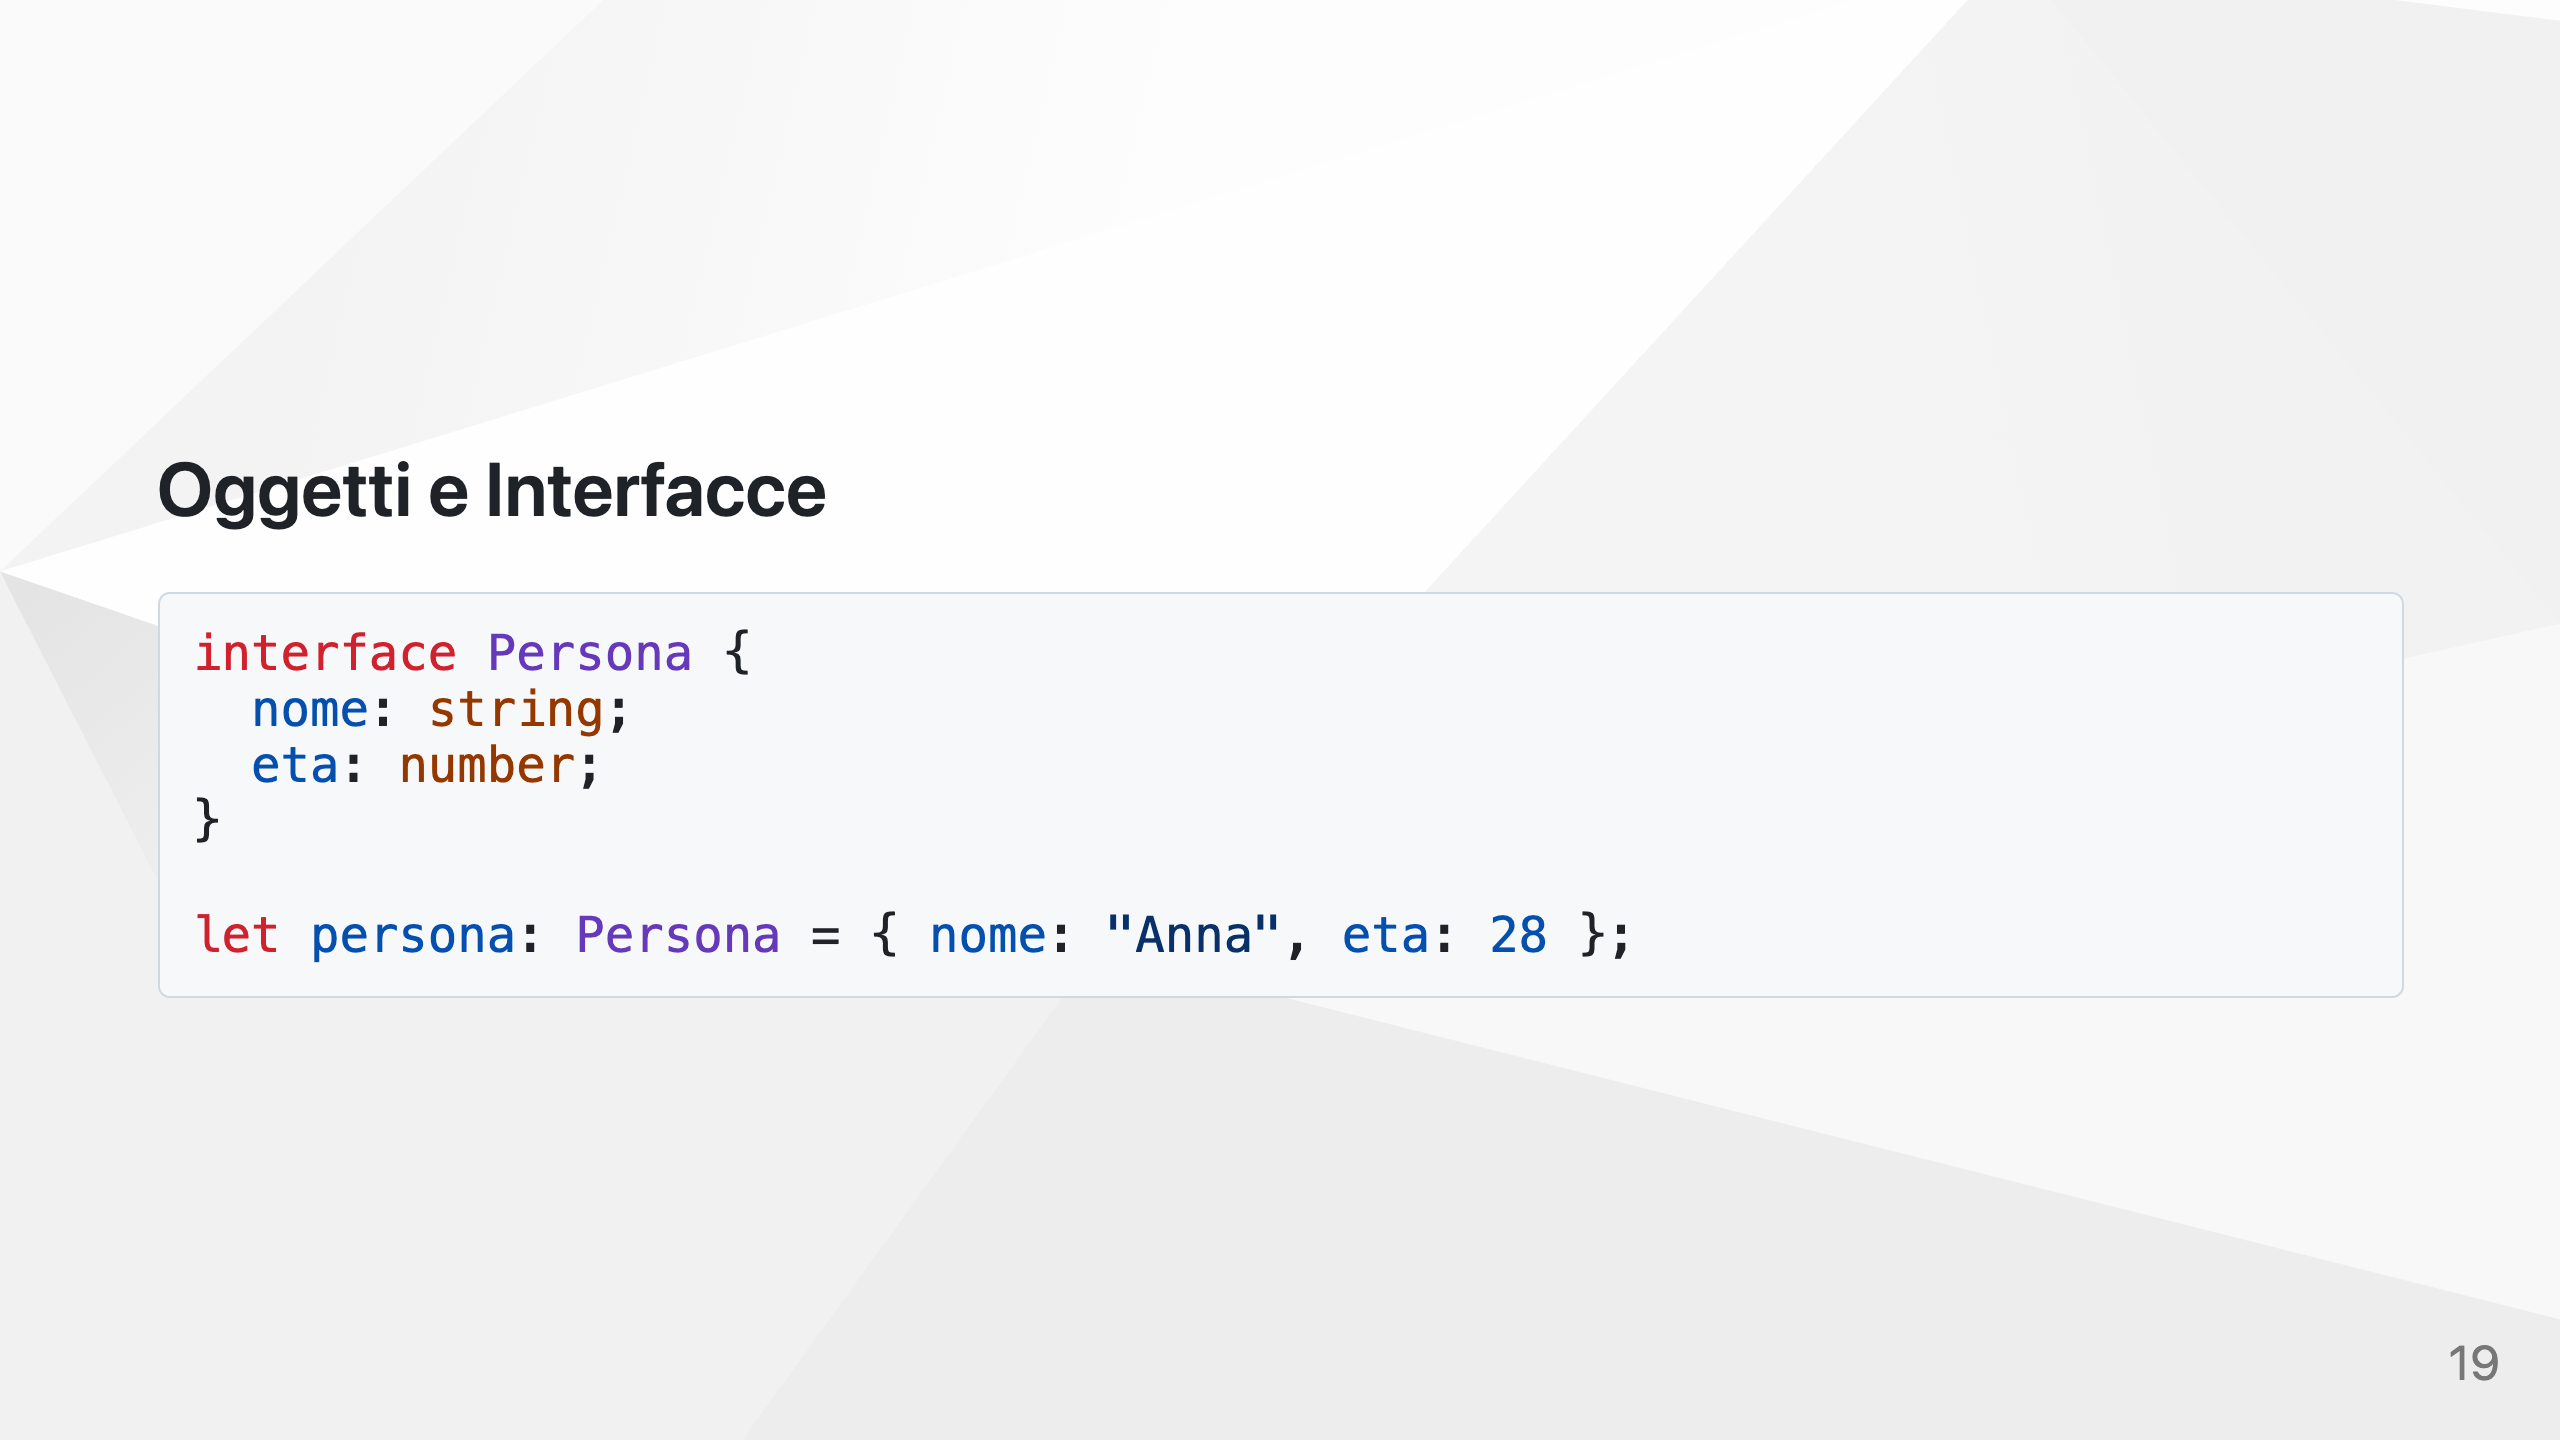 Oggetti e Interfacce
interface Persona {
  nome: string;
  eta: number;
}
let persona: Persona = { nome: "Anna", eta: 28 };
19